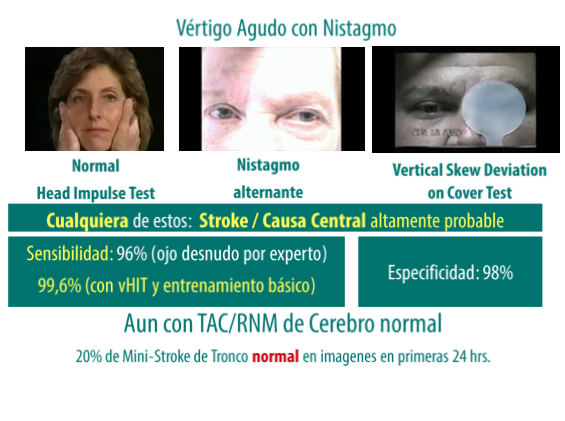 Vértigo Agudo con Nistagmo
Normal
Head Impulse Test
Nistagmo
alternante
Vertical Skew Deviation
on Cover Test
Cualquiera de estos: Stroke / Causa Central altamente probable
Sensibilidad: 96% (ojo desnudo por experto)
99,6% (con vHIT y entrenamiento básico)
Especificidad: 98%
Aun con TAC/RNM de Cerebro normal
20% de Mini-Stroke de Tronco normal en imagenes en primeras 24 hrs.